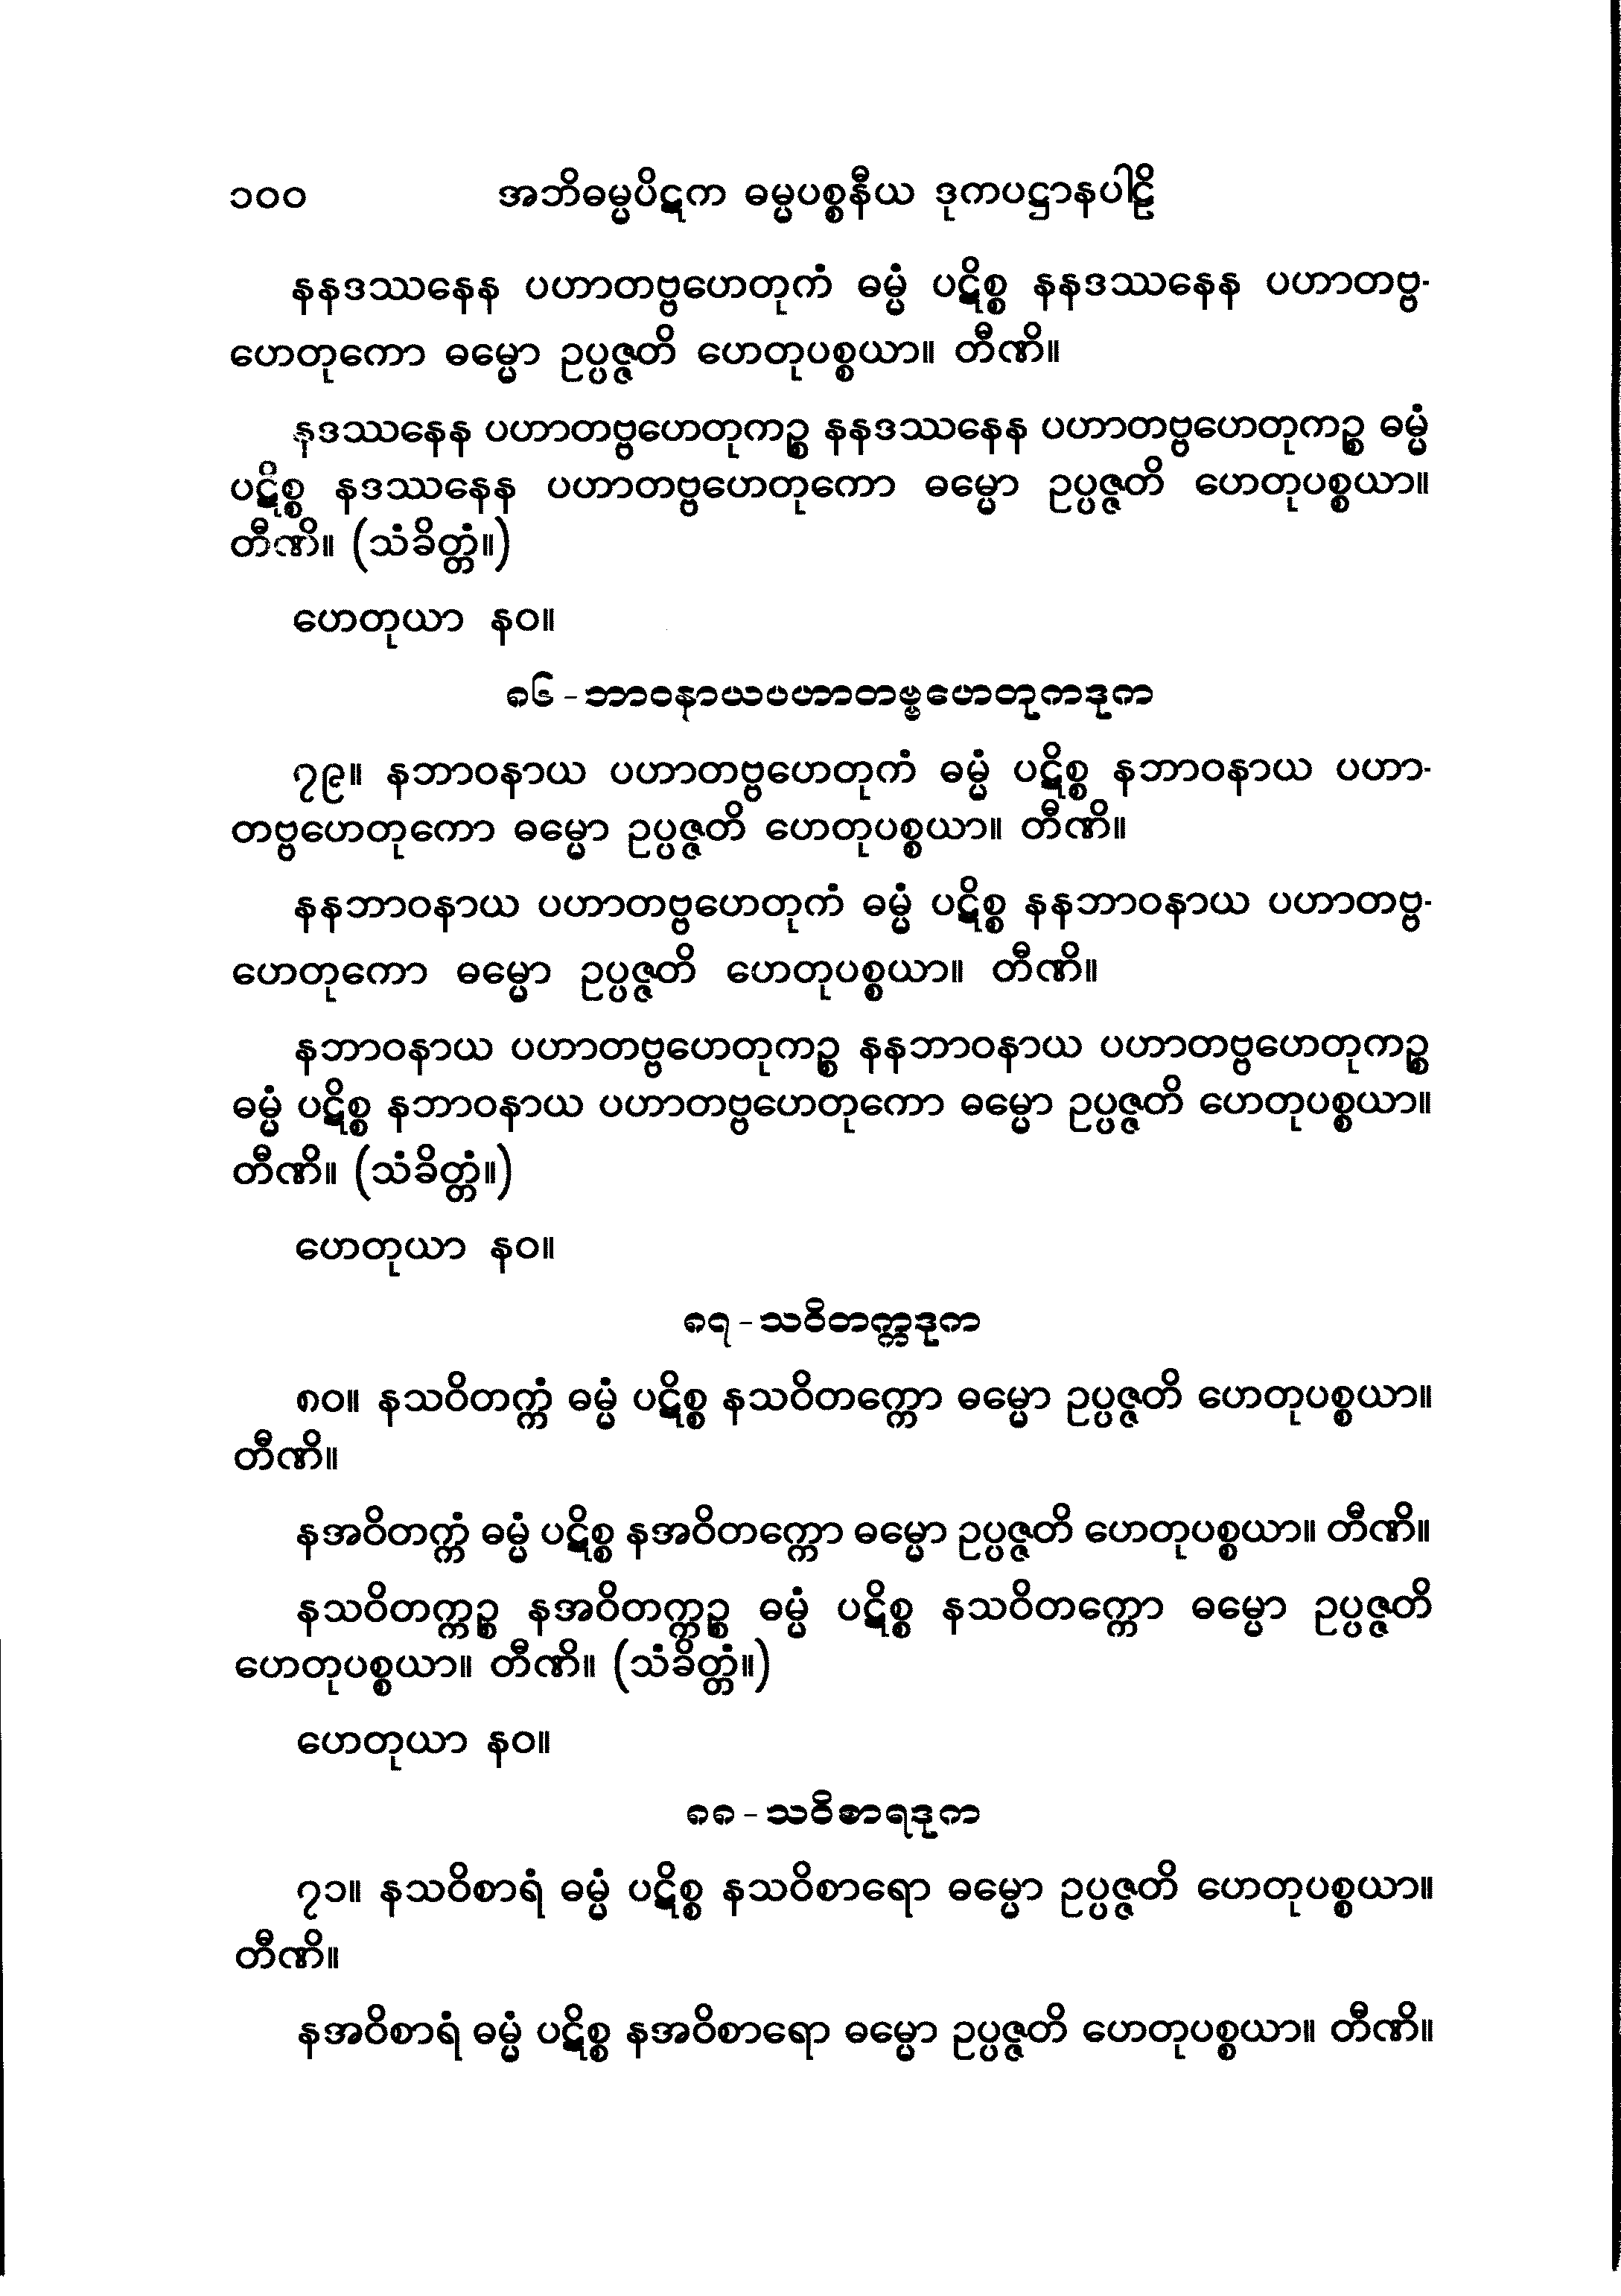 ၁၀၀ အဘိဓမ္မပိဋက ဓမ္မပစ္စနီယ ဒုကပဋ္ဌာနပါဠိ
နနဒဿနေန ပဟာတဗ္ဗဟေတုကံ ဓမ္မံ ပဋိစ္စ နနဒဿနေန ပဟာတဗ္ဗ-
ဟေတုကော ဓမ္မော ဥပ္ပဇ္ဇတိ ဟေတုပစ္စယာ။ တီဏိ။
နဒဿနေန ပဟာတဗ္ဗဟေတုကဉ္စ နနဒဿနေန ပဟာတဗ္ဗဟေတုကဉ္စ ဓမ္မံ
ပဋိစ္စ နဒဿနေန ပဟာတဗ္ဗဟေတုကော ဓမ္မော ဥပ္ပဇ္ဇတိ ဟေတုပစ္စယာ။
တီဏိ။ (သံခိတ္တံ။)
ဟေတုယာ နဝ။
၈၆-ဘာဝနာယပဟာတဗ္ဗဟေတုကဒုက
၇၉။ နဘာဝနာယ ပဟာတဗ္ဗဟေတုကံ ဓမ္မံ ပဋိစ္စ နဘာဝနာယ ပဟာ-
တဗ္ဗဟေတုကော ဓမ္မော ဥပ္ပဇ္ဇတိ ဟေတုပစ္စယာ။ တီဏိ။
နနဘာဝနာယ ပဟာတဗ္ဗဟေတုကံ ဓမ္မံ ပဋိစ္စ နနဘာဝနာယ ပဟာတဗ္ဗ-
ဟေတုကော ဓမ္မော ဥပ္ပဇ္ဇတိ ဟေတုပစ္စယာ။ တီဏိ။
နဘာဝနာယ ပဟာတဗ္ဗဟေတုကဉ္စ နနဘာဝနာယ ပဟာတဗ္ဗဟေတုကဉ္စ
ဓမ္မံ ပဋိစ္စ နဘာဝနာယ ပဟာတဗ္ဗဟေတုကော ဓမ္မော ဥပ္ပဇ္ဇတိ ဟေတုပစ္စယာ။
တီဏိ။ (သံခိတ္တံ။)
ဟေတုယာ နဝ။
၈၇-သဝိတက္ကဒုက
၈၀။ နသဝိတက္ကံ ဓမ္မံ ပဋိစ္စ နသဝိတက္ကော ဓမ္မော ဥပ္ပဇ္ဇတိ ဟေတုပစ္စယာ။
တီဏိ။
နအဝိတက္ကံ ဓမ္မံ ပဋိစ္စ နအဝိတက္ကော ဓမ္မော ဥပ္ပဇ္ဇတိ ဟေတုပစ္စယာ။ တီဏိ။
နသဝိတက္ကဉ္စ နအဝိတက္ကဉ္စ ဓမ္မံ ပဋိစ္စ နသဝိတက္ကော ဓမ္မော ဥပ္ပဇ္ဇတိ
ဟေတုပစ္စယာ။ တီဏိ။ (သံခိတ္တံ။)
ဟေတုယာ နဝ။
၈၈-သဝိစာရဒုက
၇၁။ နသဝိစာရံ ဓမ္မံ ပဋိစ္စ နသဝိစာရော ဓမ္မော ဥပ္ပဇ္ဇတိ ဟေတုပစ္စယာ။
တီဏိ။
နအဝိစာရံ ဓမ္မံ ပဋိစ္စ နအဝိစာရော ဓမ္မော ဥပ္ပဇ္ဇတိ ဟေတုပစ္စယာ။ တီဏိ။